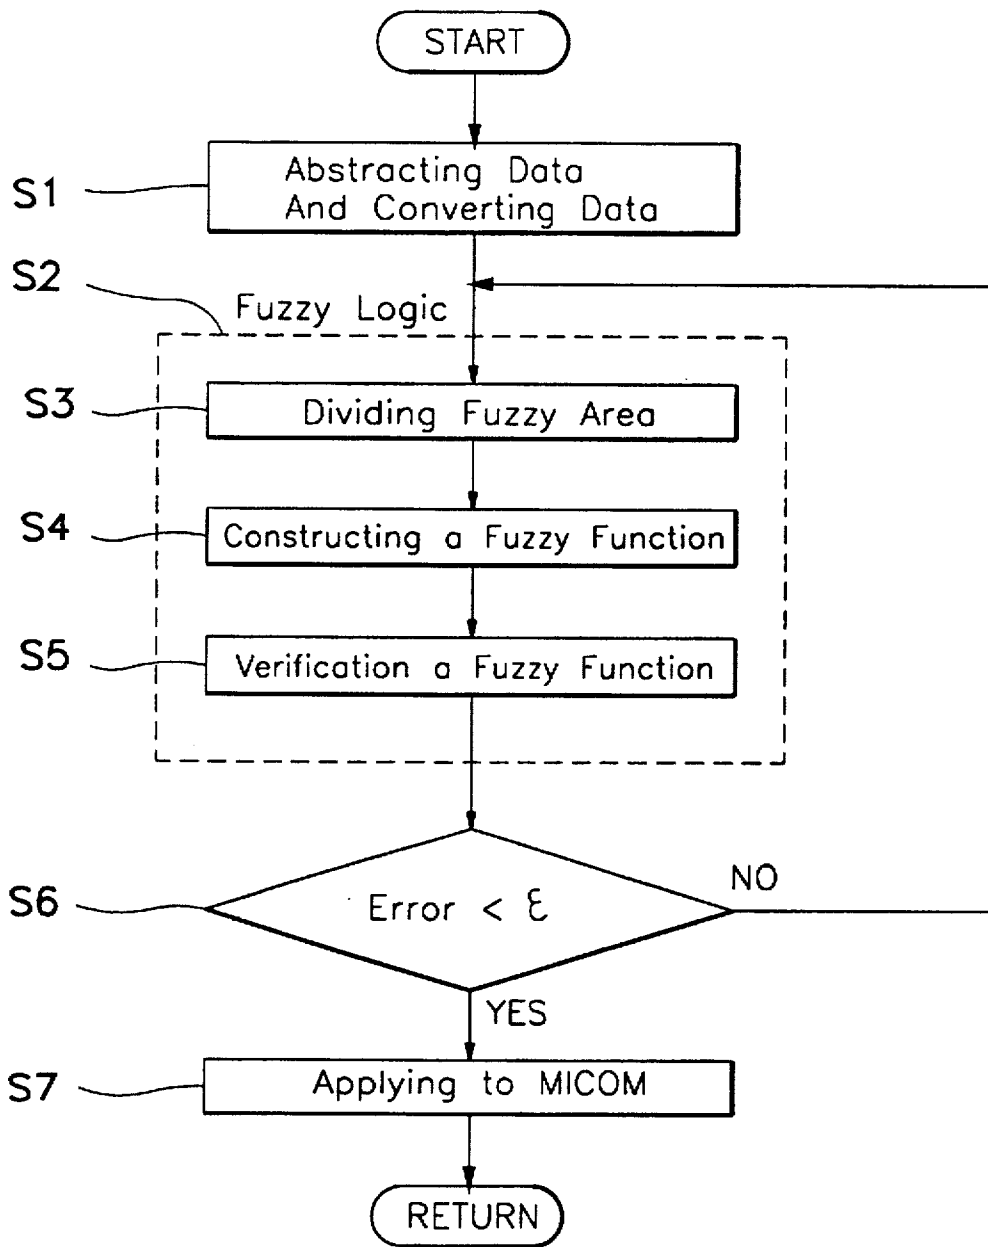 START
S1
Abstracting Data
And Converting Data
S2
Fuzzy Logic
S3
Dividing Fuzzy Area
S4
Constructing a Fuzzy Function
S5
Verification a Fuzzy Function
S6
Error < ε
NO
YES
S7
Applying to MICOM
RETURN